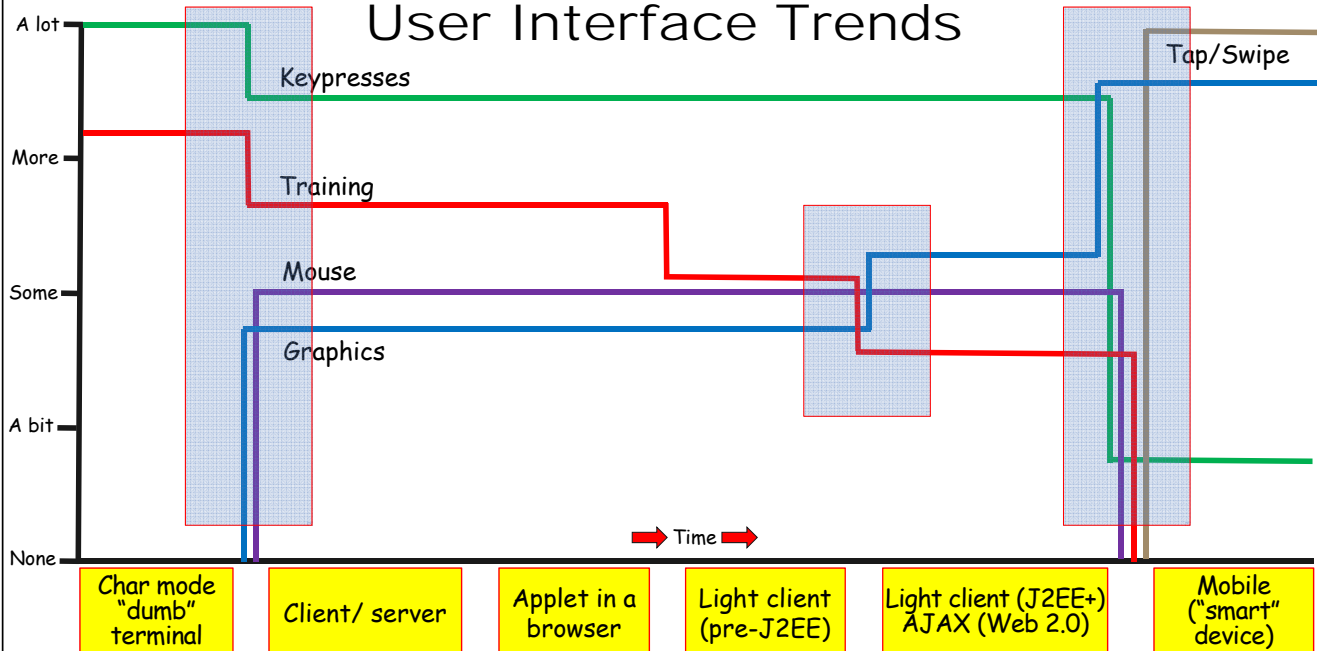 User Interface Trends
A lot
More
Some
A bit
None
Keypresses
Training
Mouse
Graphics
Tap/Swipe
Time
Char mode
“dumb”
terminal
Client/ server
Applet in a
browser
Light client
(pre-J2EE)
Light client (J2EE+)
AJAX (Web 2.0)
Mobile
(“smart”
device)